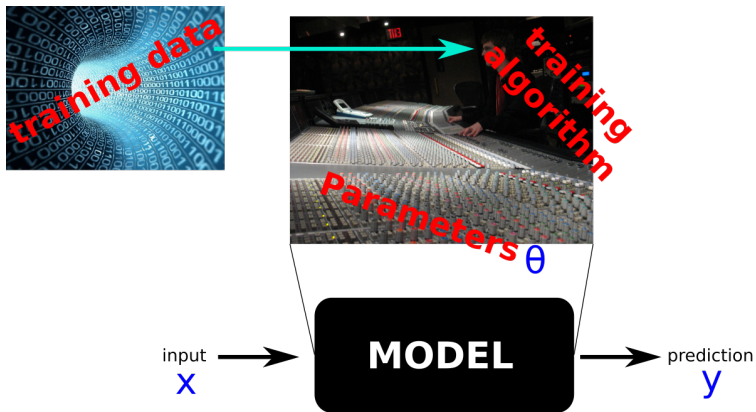 training data
training
algorithm
Parameters
θ
MODEL
input
x
prediction
y